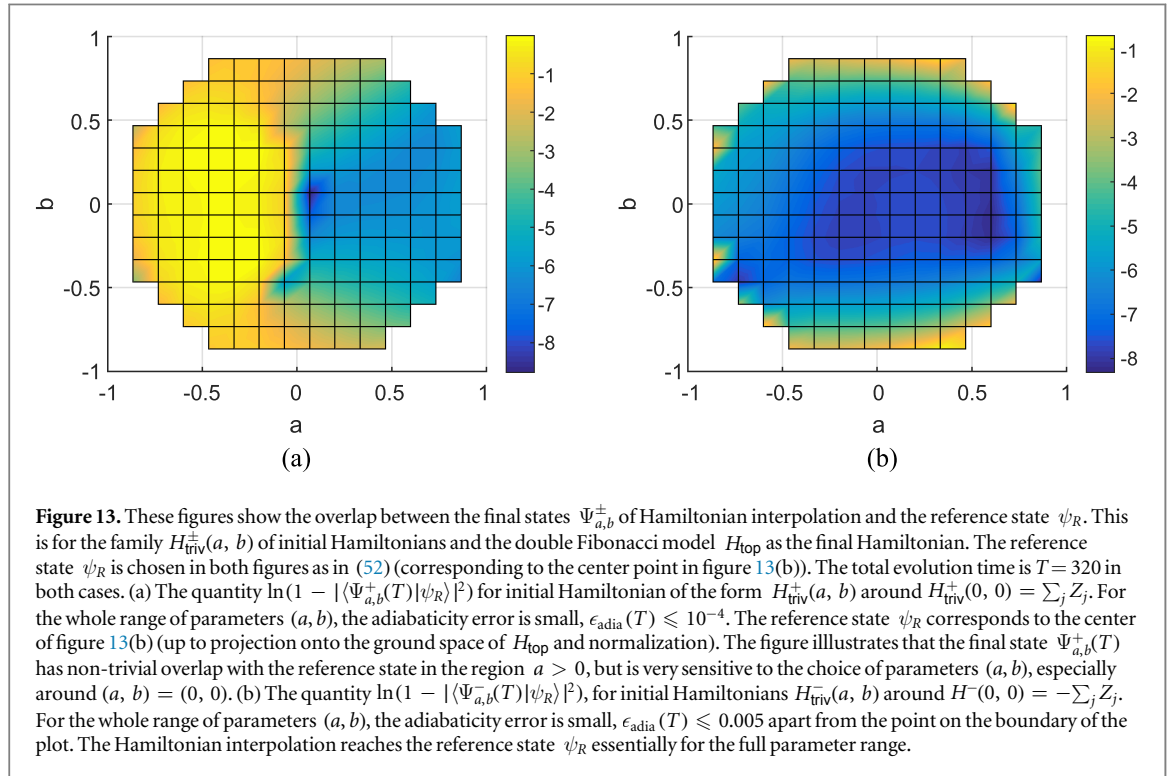 1
0.5
0
-0.5
-1
b
-1 -0.5 0 0.5 1
a
-1
-2
-3
-4
-5
-6
-7
-8
(a)
1
0.5
0
-0.5
-1
b
-1 -0.5 0 0.5 1
a
-1
-2
-3
-4
-5
-6
-7
-8
(b)
Figure 13. These figures show the overlap between the final states Ψ±a,b of Hamiltonian interpolation and the reference state ψR. This
is for the family H±triv(a, b) of initial Hamiltonians and the double Fibonacci model Htop as the final Hamiltonian. The reference
state ψR is chosen in both figures as in (52) (corresponding to the center point in figure 13(b)). The total evolution time is T = 320 in
both cases. (a) The quantity ln(1 − |⟨Ψ+a,b(T)|ψR⟩|²) for initial Hamiltonian of the form H+triv(a, b) around H+triv(0, 0) = ∑j Zj. For
the whole range of parameters (a, b), the adiabaticity error is small, ϵadia(T) ⩽ 10−4. The reference state ψR corresponds to the center
of figure 13(b) (up to projection onto the ground space of Htop and normalization). The figure illlustrates that the final state Ψ+a,b(T)
has non-trivial overlap with the reference state in the region a > 0, but is very sensitive to the choice of parameters (a, b), especially
around (a, b) = (0, 0). (b) The quantity ln(1 − |⟨Ψ−a,b(T)|ψR⟩|²), for initial Hamiltonians H−triv(a, b) around H−(0, 0) = −∑j Zj.
For the whole range of parameters (a, b), the adiabaticity error is small, ϵadia(T) ⩽ 0.005 apart from the point on the boundary of the
plot. The Hamiltonian interpolation reaches the reference state ψR essentially for the full parameter range.